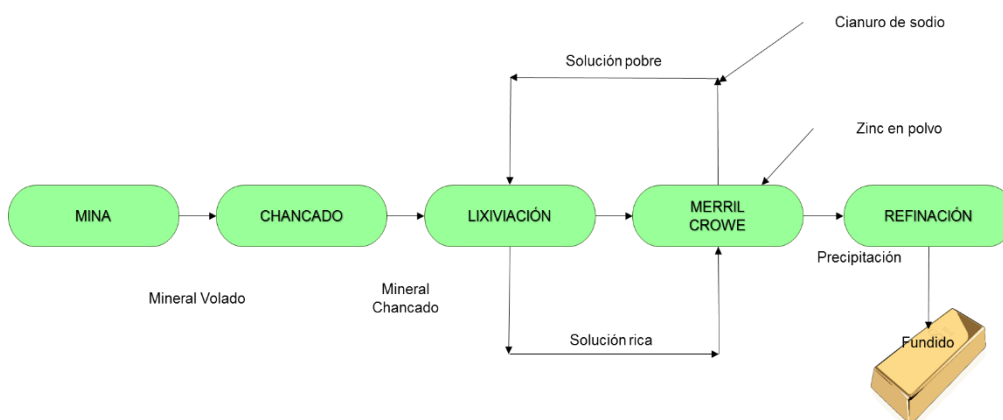 Cianuro de sodio
Solución pobre
Zinc en polvo
MINA
CHANCADO
LIXIVIACIÓN
MERRIL
CROWE
REFINACIÓN
Precipitación
Mineral Volado
Mineral
Chancado
Solución rica
Fundido